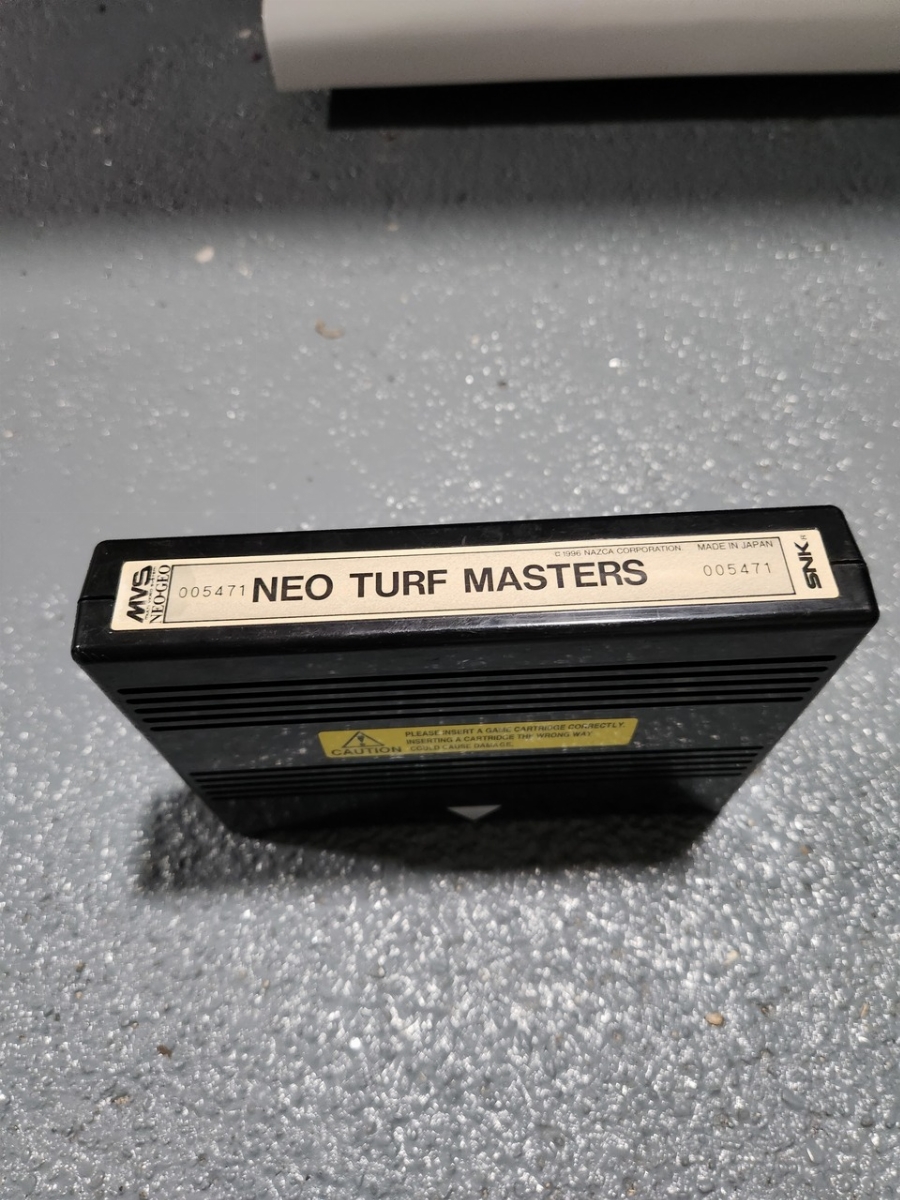 © 1996 NAZCA CORPORATION. MADE IN JAPAN
MVS
NEO·GEO
005471 NEO TURF MASTERS 005471
SNK®
CAUTION
PLEASE INSERT A GAME CARTRIDGE CORRECTLY.
INSERTING A CARTRIDGE THE WRONG WAY
COULD CAUSE DAMAGE.